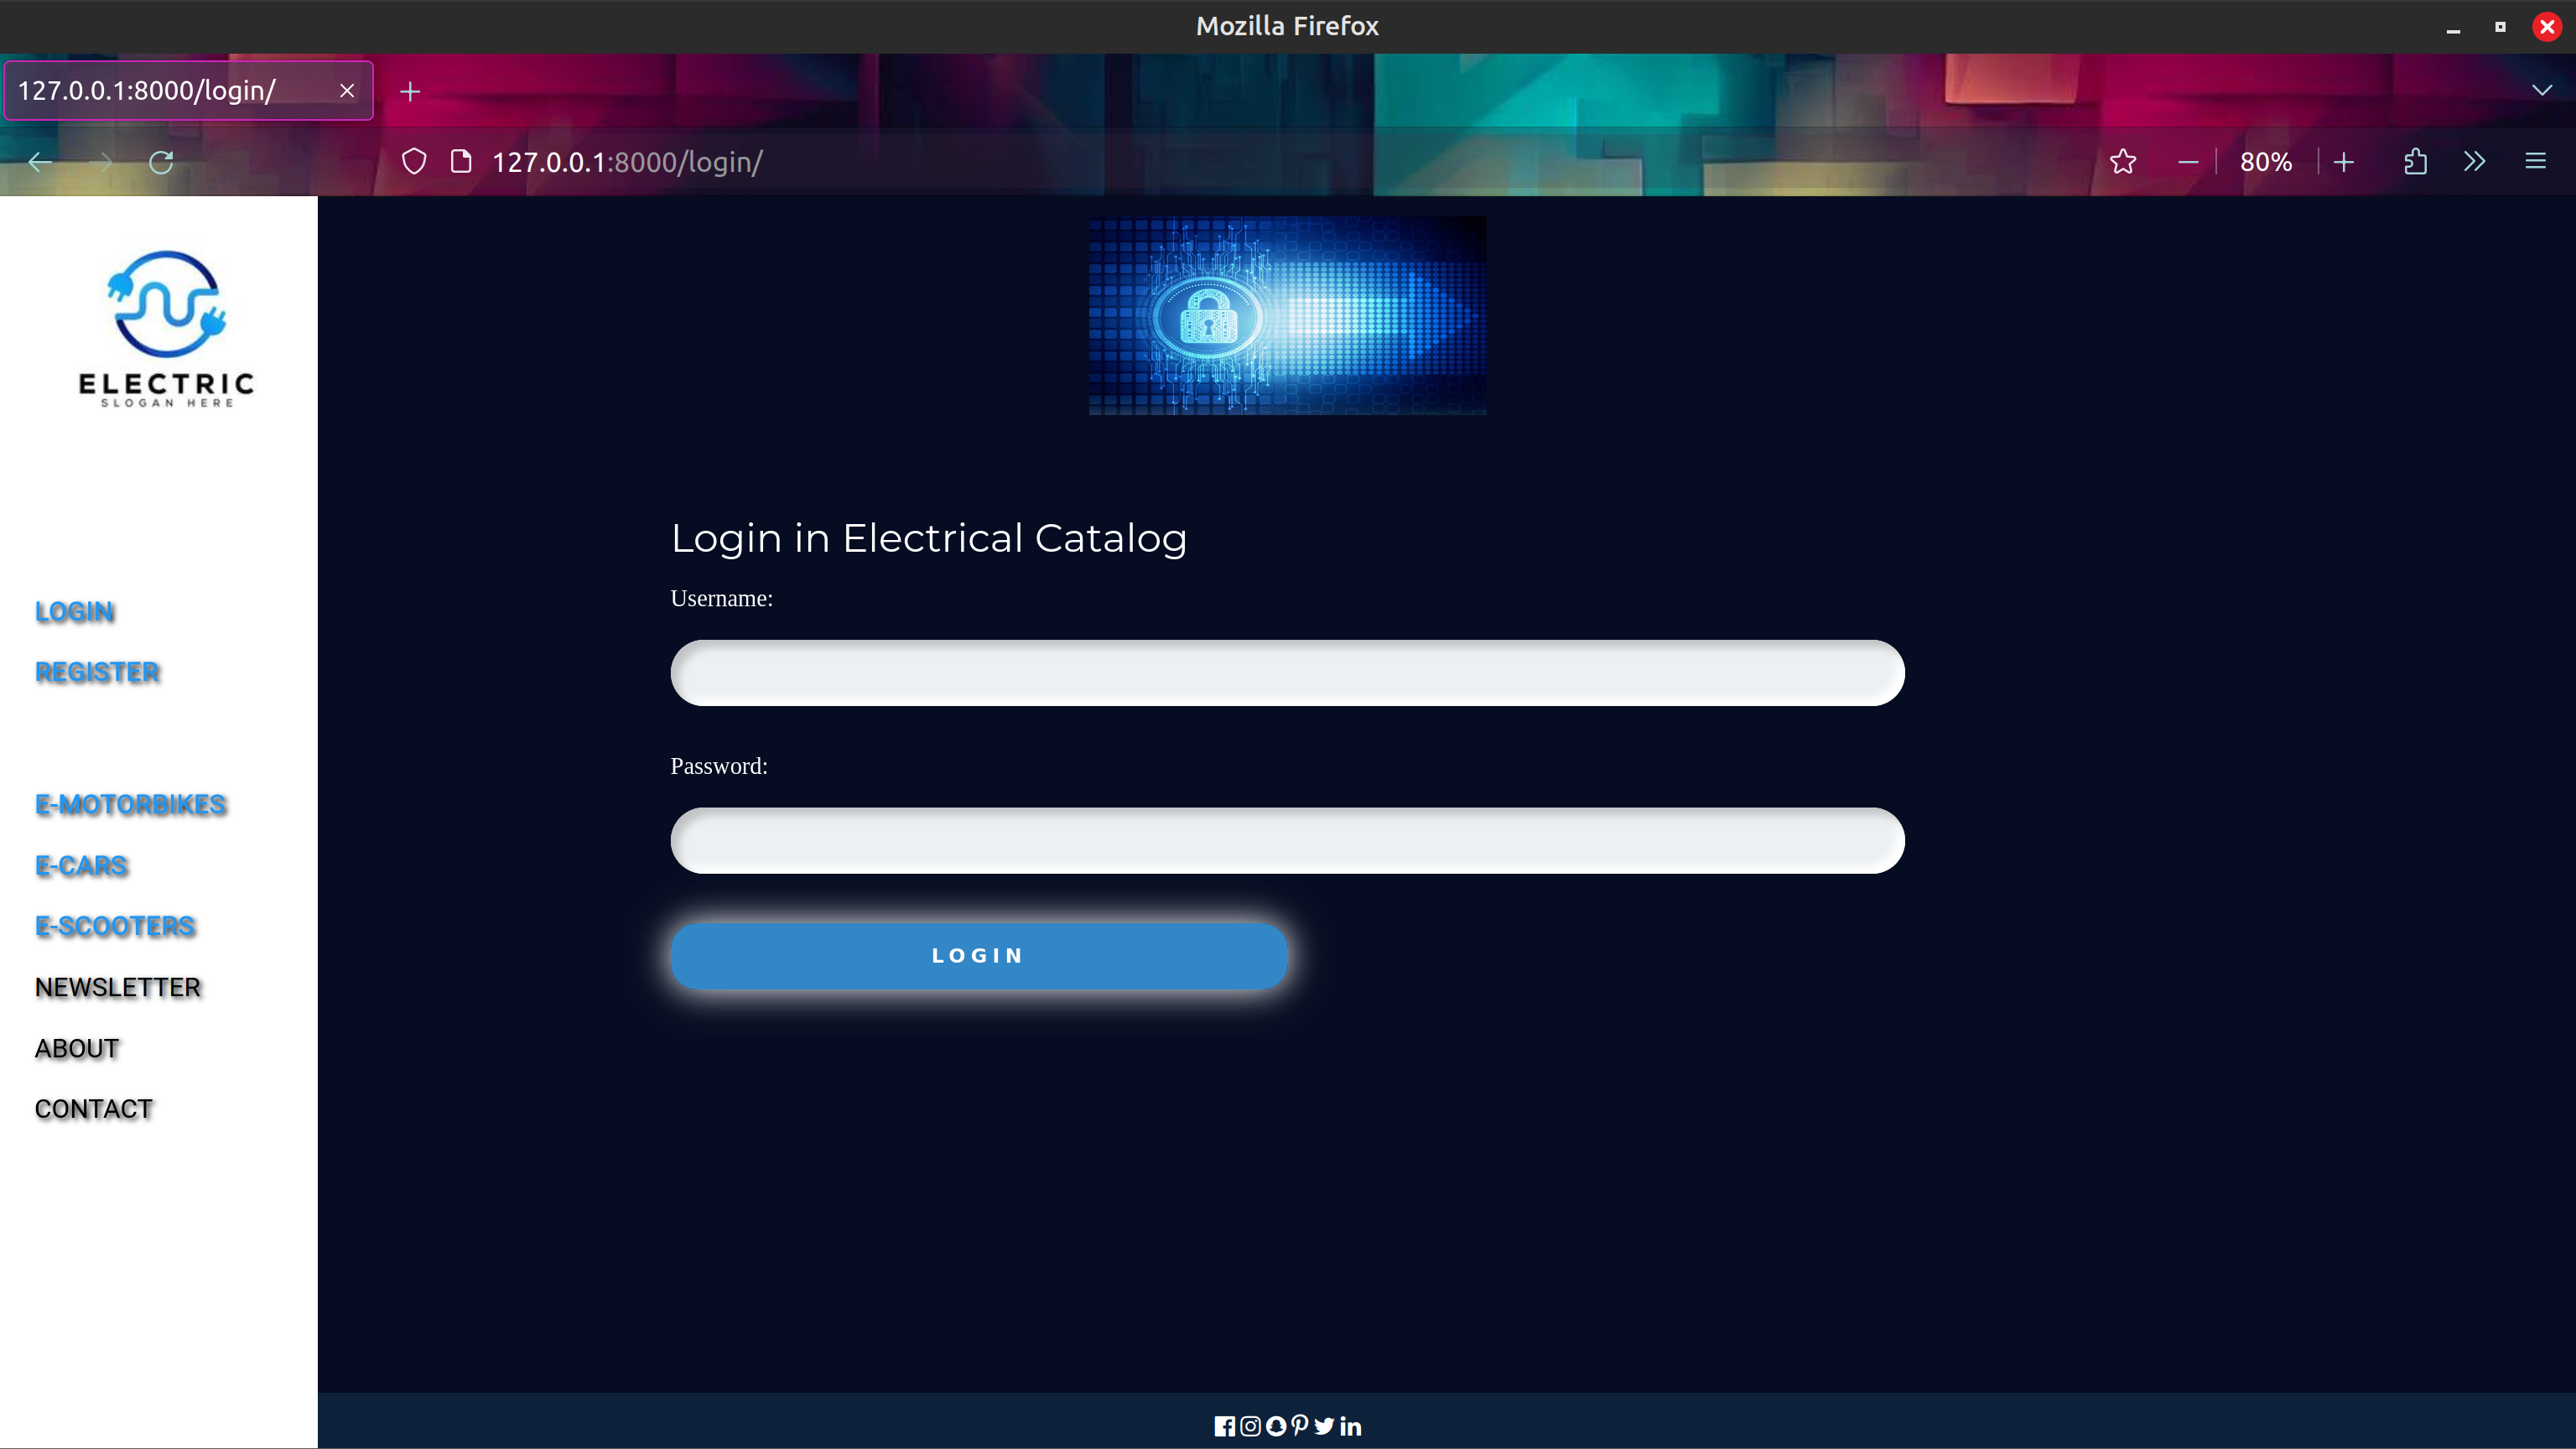 Mozilla Firefox
127.0.0.1:8000/login/
127.0.0.1:8000/login/
80%
ELECTRIC
SLOGAN HERE
LOGIN
REGISTER
E-MOTORBIKES
E-CARS
E-SCOOTERS
NEWSLETTER
ABOUT
CONTACT
Login in Electrical Catalog
Username:
Password:
LOGIN